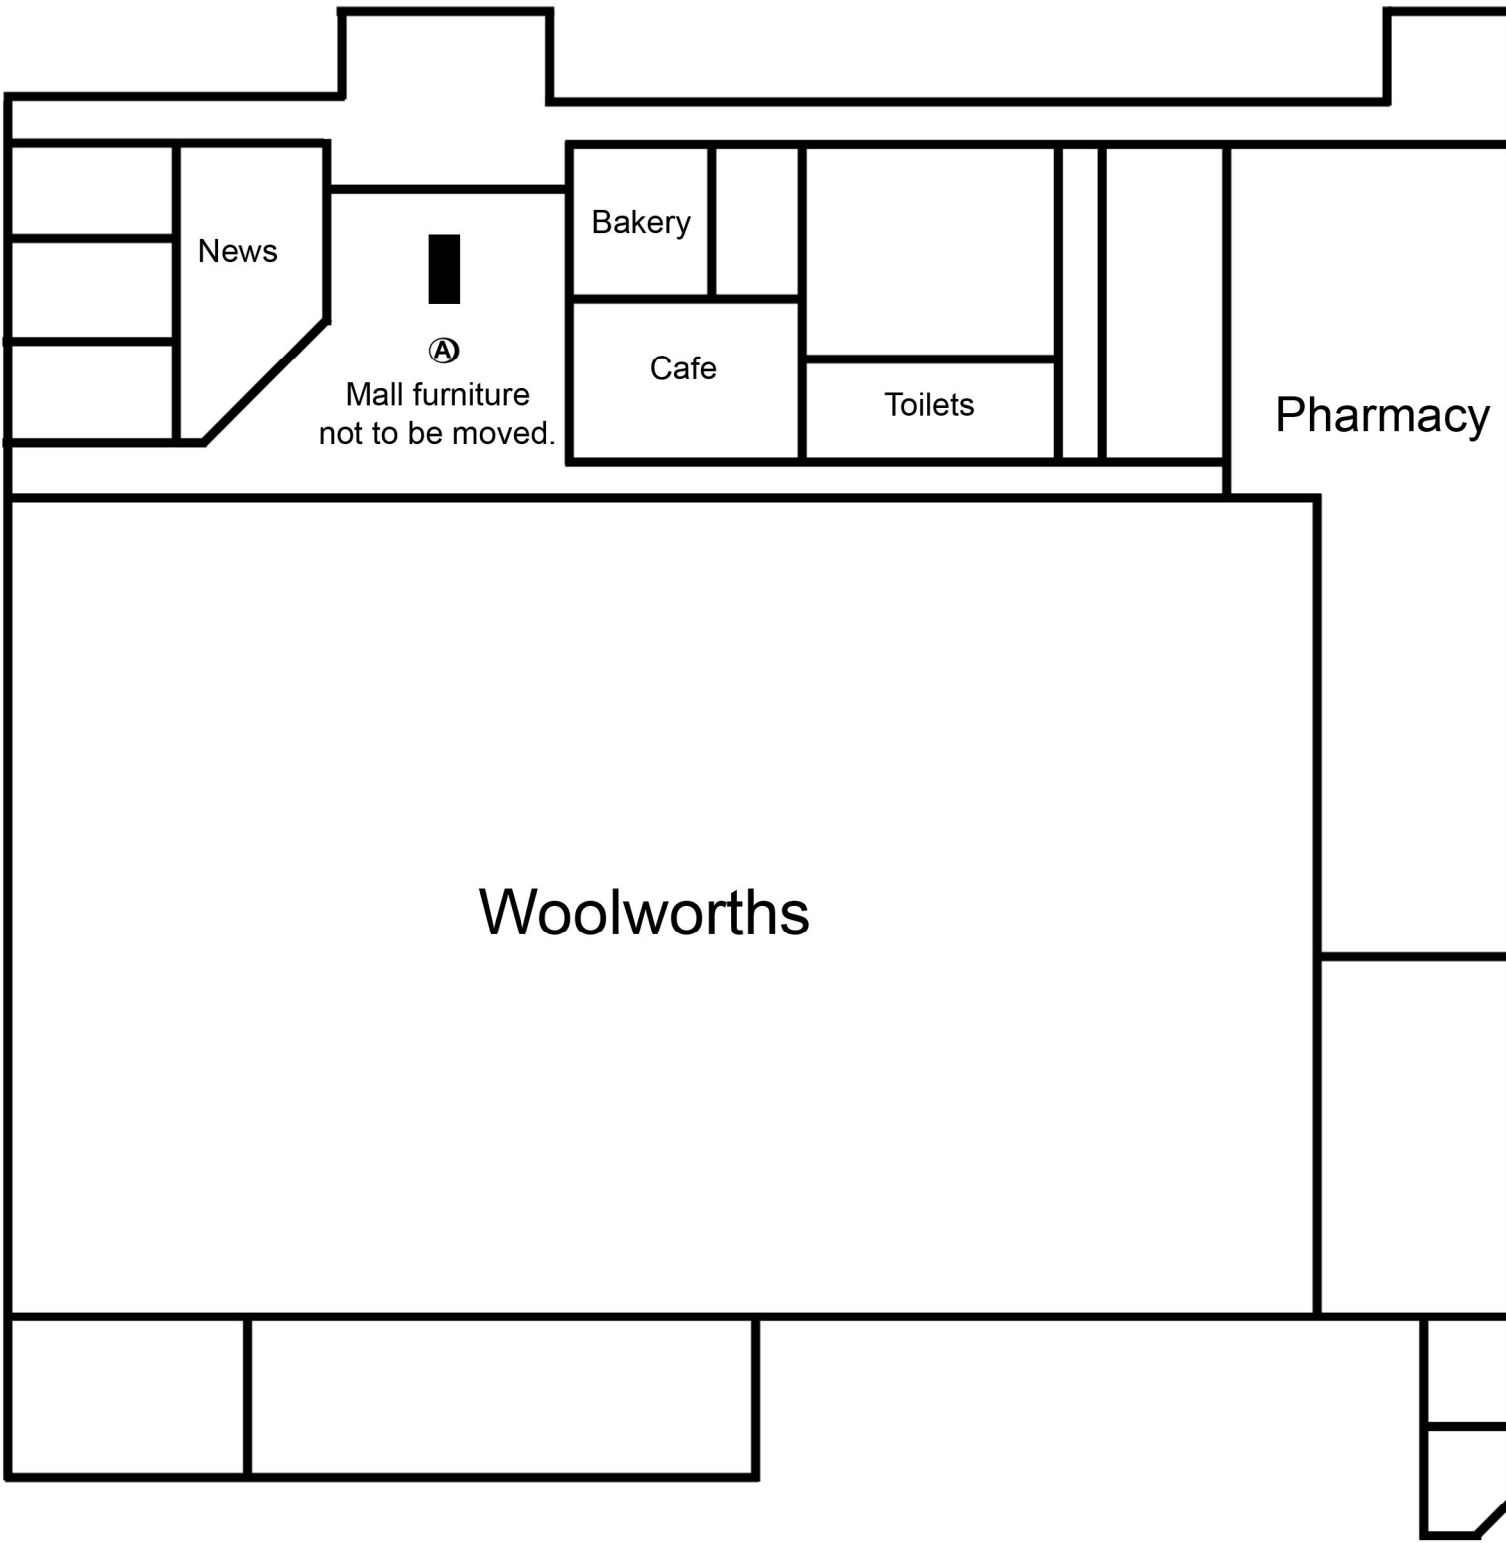 News
Bakery
Cafe
Toilets
Pharmacy
Ⓐ
Mall furniture
not to be moved.
Woolworths